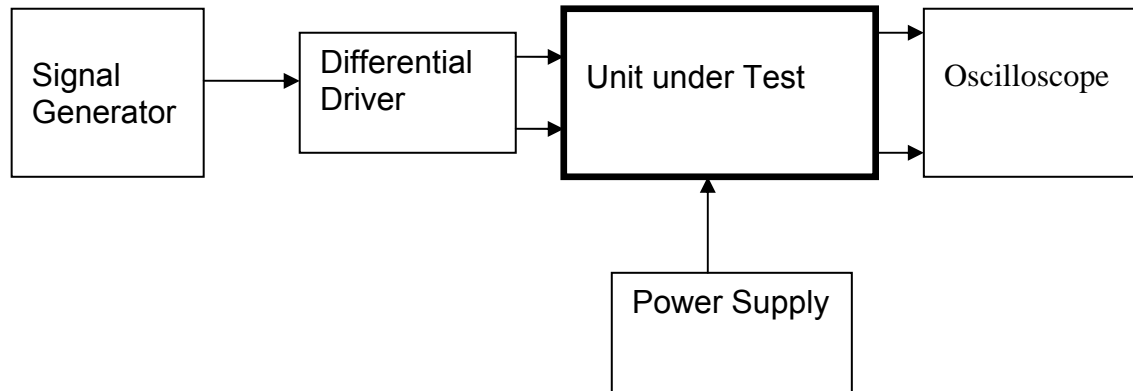 Signal
Generator
Differential
Driver
Unit under Test
Oscilloscope
Power Supply